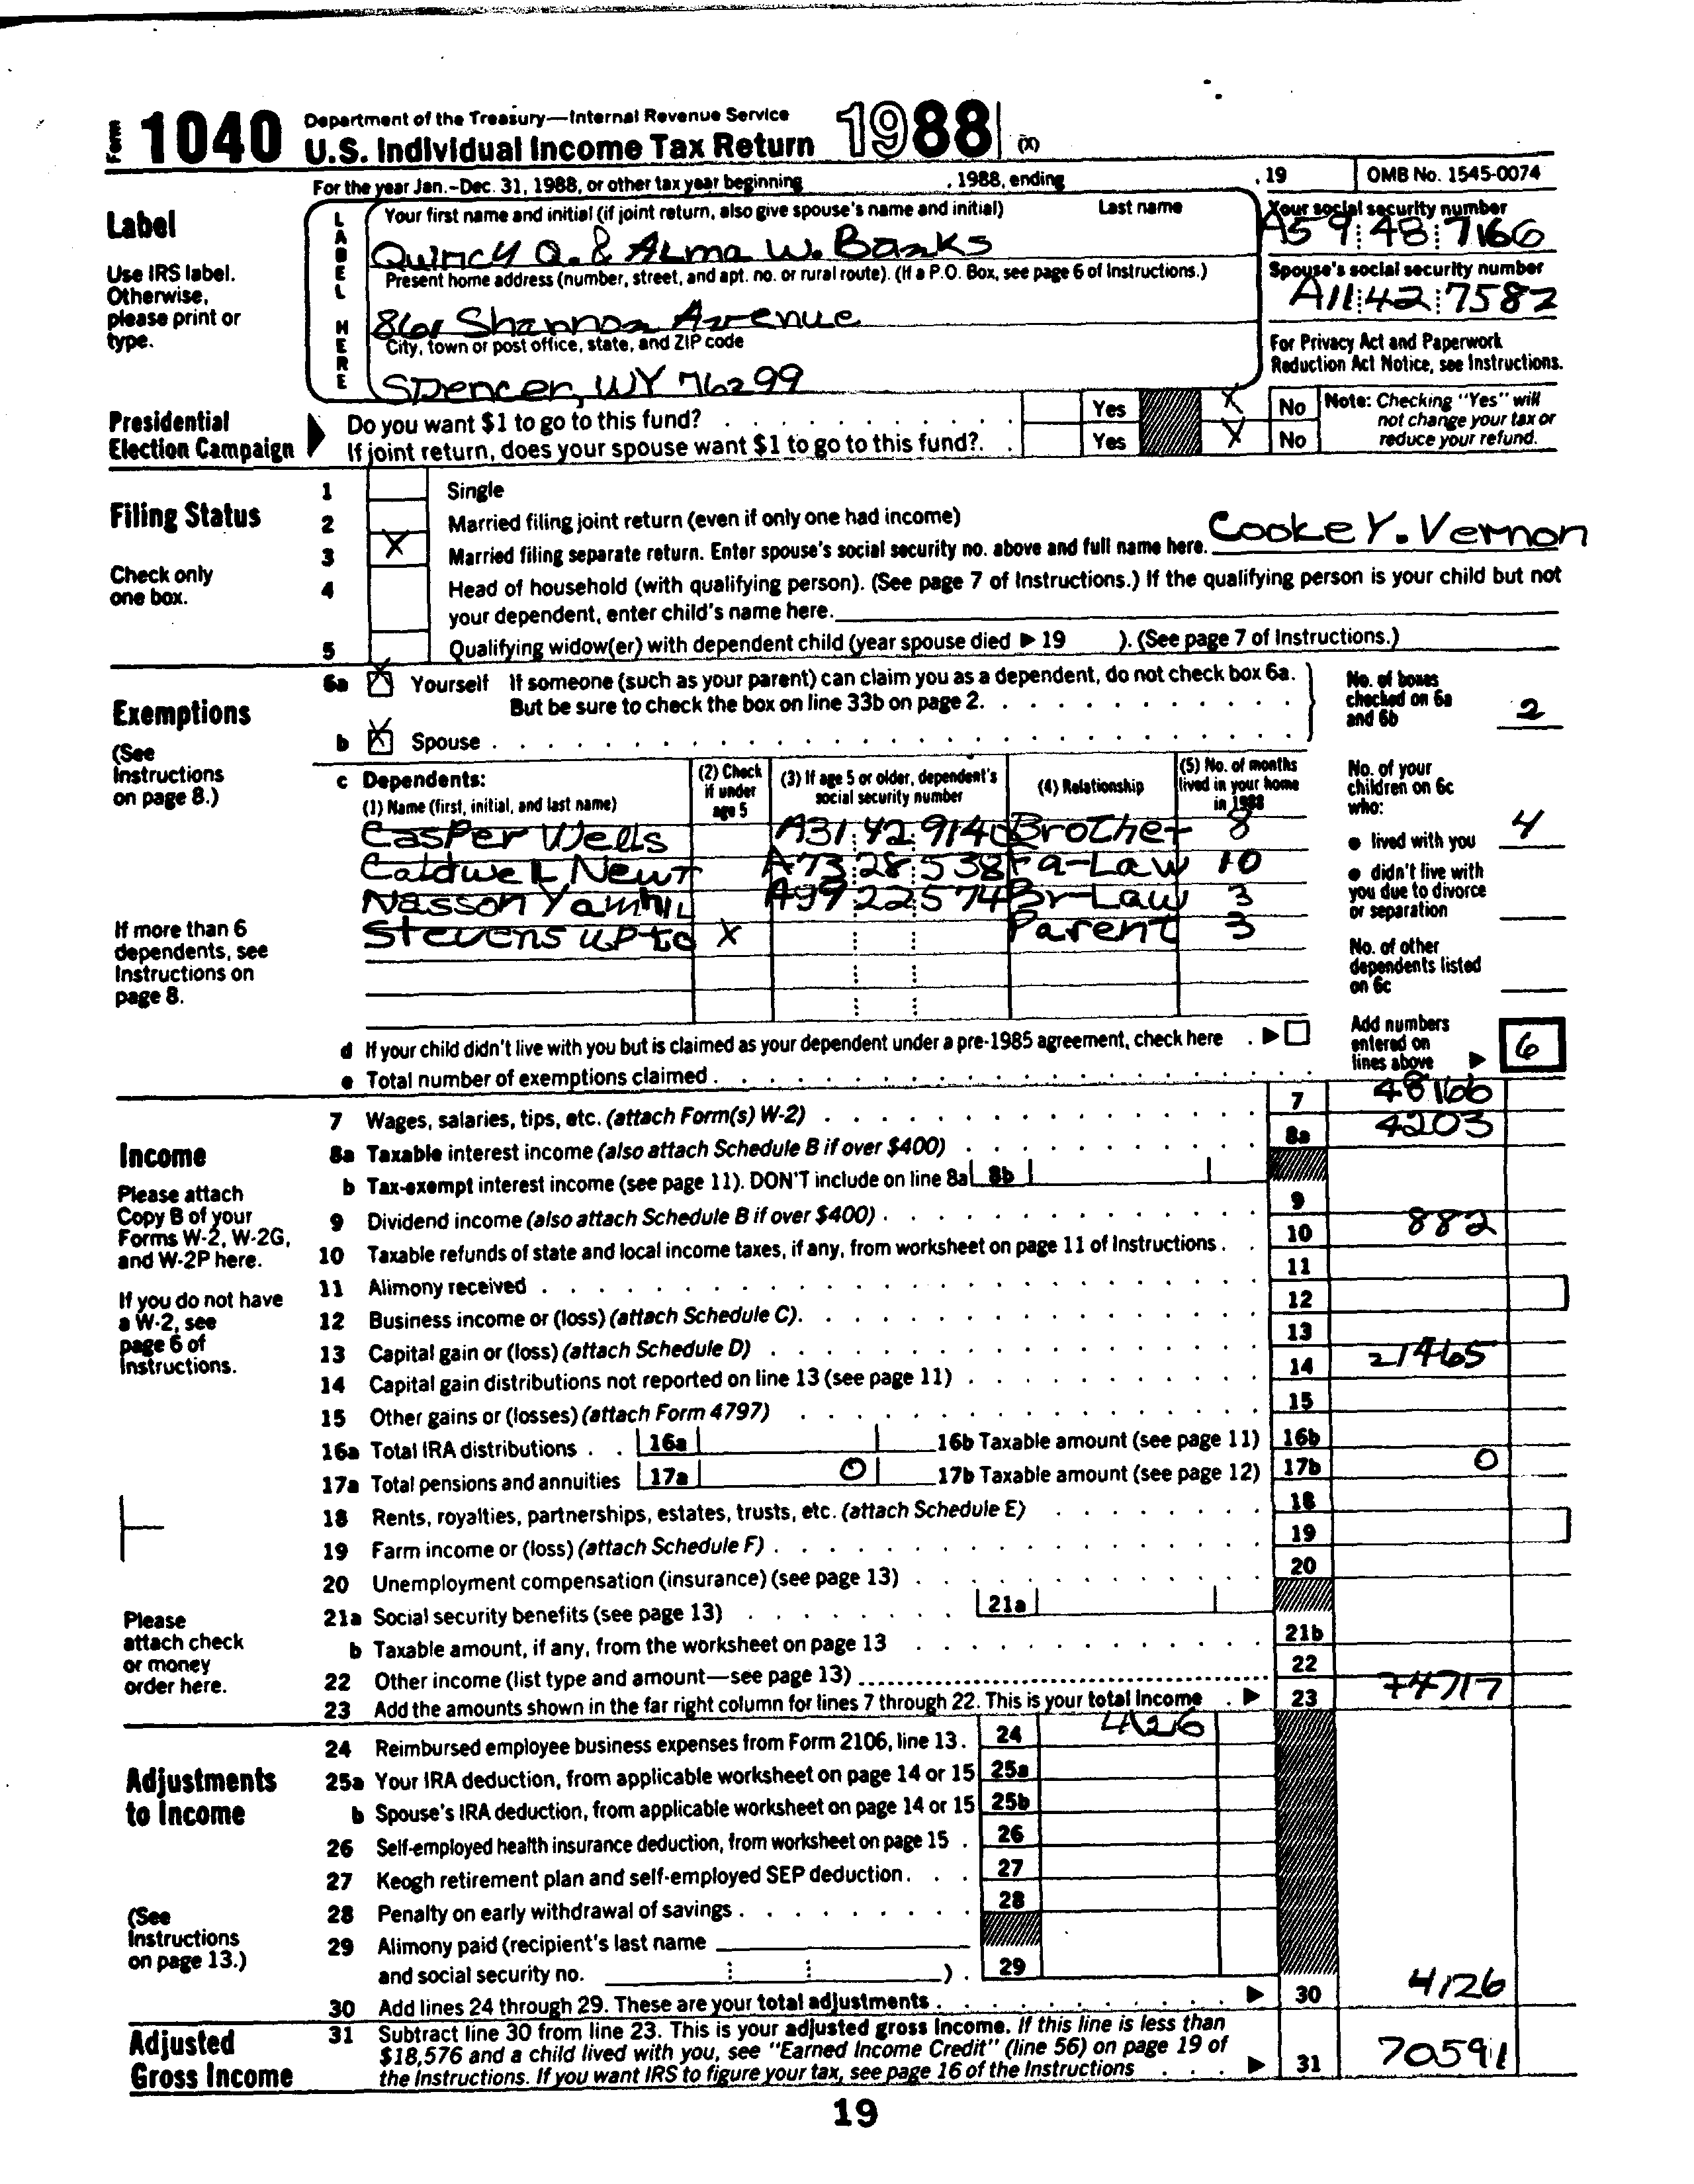 Form 1040 Department of the Treasury—Internal Revenue Service
U.S. Individual Income Tax Return 1988 (X)
For the year Jan.-Dec. 31, 1988, or other tax year beginning , 1988, ending , 19 OMB No. 1545-0074
Label
Use IRS label.
Otherwise,
please print or
type.
LABEL HERE
Your first name and initial (if joint return, also give spouse's name and initial) Last name
Quincy Q. & Alma W. Banks
Your social security number
A59 48 7166
Present home address (number, street, and apt. no. or rural route). (If a P.O. Box, see page 6 of Instructions.)
861 Shannon Avenue
Spouse's social security number
A11 42 7582
City, town or post office, state, and ZIP code
Spencer, WY 76299
For Privacy Act and Paperwork
Reduction Act Notice, see Instructions.
Presidential
Election Campaign
Do you want $1 to go to this fund? Yes X No
If joint return, does your spouse want $1 to go to this fund? Yes X No
Note: Checking "Yes" will
not change your tax or
reduce your refund.
Filing Status
Check only
one box.
1 Single
2 Married filing joint return (even if only one had income)
3 X Married filing separate return. Enter spouse's social security no. above and full name here. Cooke Y. Vernon
4 Head of household (with qualifying person). (See page 7 of Instructions.) If the qualifying person is your child but not
your dependent, enter child's name here.
5 Qualifying widow(er) with dependent child (year spouse died ▶ 19 ). (See page 7 of Instructions.)
Exemptions
(See
Instructions
on page 8.)
6a X Yourself If someone (such as your parent) can claim you as a dependent, do not check box 6a.
But be sure to check the box on line 33b on page 2.
b X Spouse
No. of boxes
checked on 6a
and 6b 2
c Dependents:
(1) Name (first, initial, and last name)
(2) Check
if under
age 5
(3) If age 5 or older, dependent's
social security number
(4) Relationship
(5) No. of months
lived in your home
in 1988
Casper Wells A31 42 914 Brother 8
Caldwell Newt A73 28 538 Fa-Law 10
Nasson Yamhil A99 22 574 Br-Law 3
Stevens Upto X Parent 3
If more than 6
dependents, see
Instructions on
page 8.
No. of your
children on 6c
who:
● lived with you 4
● didn't live with
you due to divorce
or separation
No. of other
dependents listed
on 6c
d If your child didn't live with you but is claimed as your dependent under a pre-1985 agreement, check here ▶
e Total number of exemptions claimed
Add numbers
entered on
lines above ▶ 6
Income
Please attach
Copy B of your
Forms W-2, W-2G,
and W-2P here.
If you do not have
a W-2, see
page 6 of
Instructions.
Please
attach check
or money
order here.
7 Wages, salaries, tips, etc. (attach Form(s) W-2) 7 48166
8a Taxable interest income (also attach Schedule B if over $400) 8a 4203
b Tax-exempt interest income (see page 11). DON'T include on line 8a 8b
9 Dividend income (also attach Schedule B if over $400) 9
10 Taxable refunds of state and local income taxes, if any, from worksheet on page 11 of Instructions 10 882
11 Alimony received 11
12 Business income or (loss) (attach Schedule C) 12
13 Capital gain or (loss) (attach Schedule D) 13
14 Capital gain distributions not reported on line 13 (see page 11) 14 21465
15 Other gains or (losses) (attach Form 4797) 15
16a Total IRA distributions 16a 16b Taxable amount (see page 11) 16b
17a Total pensions and annuities 17a 0 17b Taxable amount (see page 12) 17b 0
18 Rents, royalties, partnerships, estates, trusts, etc. (attach Schedule E) 18
19 Farm income or (loss) (attach Schedule F) 19
20 Unemployment compensation (insurance) (see page 13) 20
21a Social security benefits (see page 13) 21a
b Taxable amount, if any, from the worksheet on page 13 21b
22 Other income (list type and amount—see page 13) 22
23 Add the amounts shown in the far right column for lines 7 through 22. This is your total income ▶ 23 74717
Adjustments
to Income
(See
Instructions
on page 13.)
24 Reimbursed employee business expenses from Form 2106, line 13 24 4126
25a Your IRA deduction, from applicable worksheet on page 14 or 15 25a
b Spouse's IRA deduction, from applicable worksheet on page 14 or 15 25b
26 Self-employed health insurance deduction, from worksheet on page 15 26
27 Keogh retirement plan and self-employed SEP deduction 27
28 Penalty on early withdrawal of savings 28
29 Alimony paid (recipient's last name
and social security no. ) 29
30 Add lines 24 through 29. These are your total adjustments ▶ 30 4126
Adjusted
Gross Income
31 Subtract line 30 from line 23. This is your adjusted gross income. If this line is less than
$18,576 and a child lived with you, see "Earned Income Credit" (line 56) on page 19 of
the Instructions. If you want IRS to figure your tax, see page 16 of the Instructions ▶ 31 70591
19